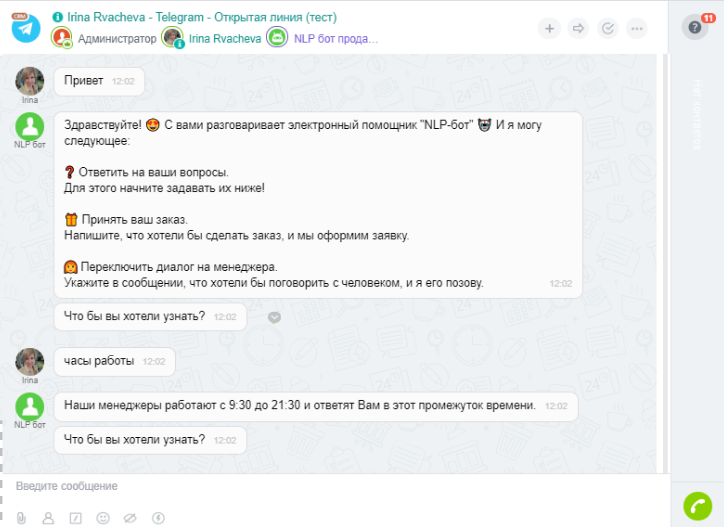 CRM
Irina Rvacheva - Telegram - Открытая линия (тест)
Администратор Irina Rvacheva NLP бот прода...
11
Нет контактов
Привет 12:02
Irina
Здравствуйте! 😍 С вами разговаривает электронный помощник "NLP-бот" И я могу
следующее:
❓ Ответить на ваши вопросы.
Для этого начните задавать их ниже!
🎁 Принять ваш заказ.
Напишите, что хотели бы сделать заказ, и мы оформим заявку.
Переключить диалог на менеджера.
Укажите в сообщении, что хотели бы поговорить с человеком, и я его позову. 12:02
NLP бот
Что бы вы хотели узнать? 12:02
часы работы 12:02
Irina
Наши менеджеры работают с 9:30 до 21:30 и ответят Вам в этот промежуток времени. 12:02
NLP бот
Что бы вы хотели узнать? 12:02
Введите сообщение